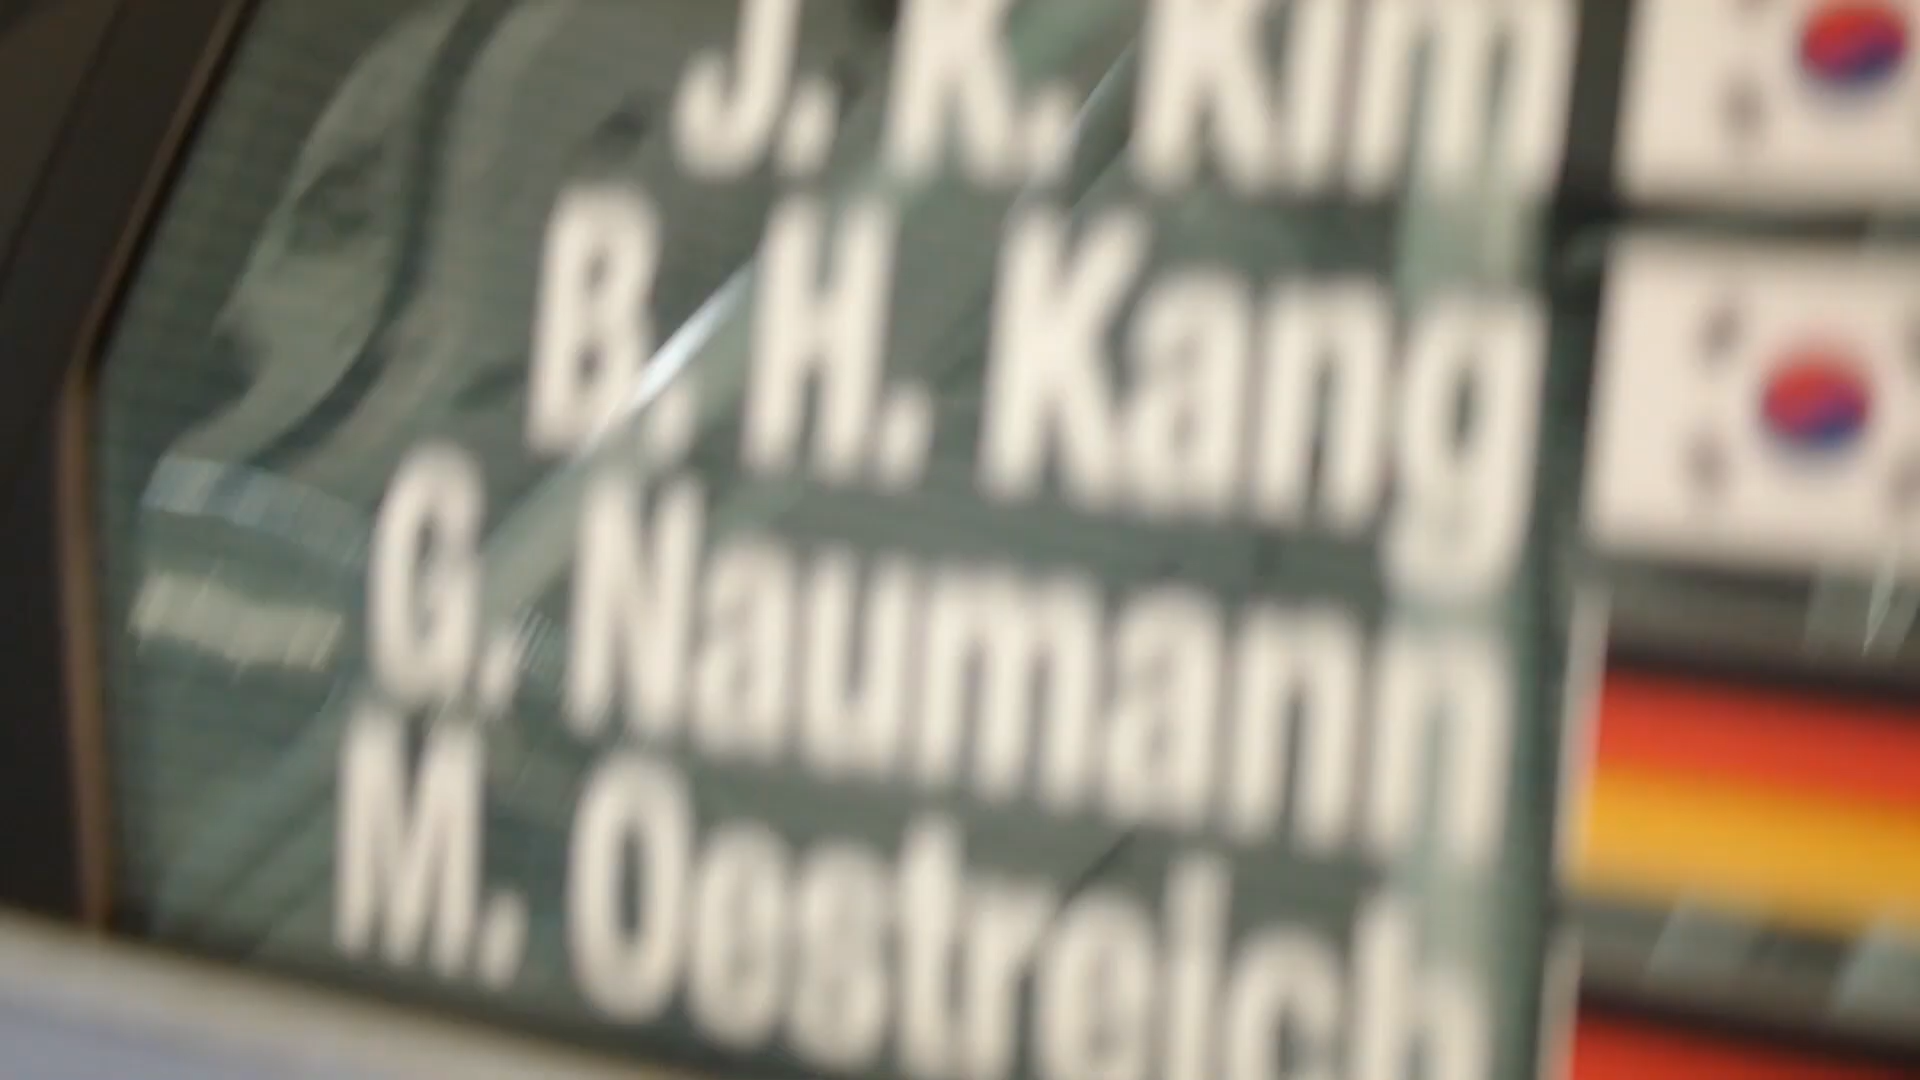 J. K. Kim
B. H. Kang
G. Naumann
M. Oestreich